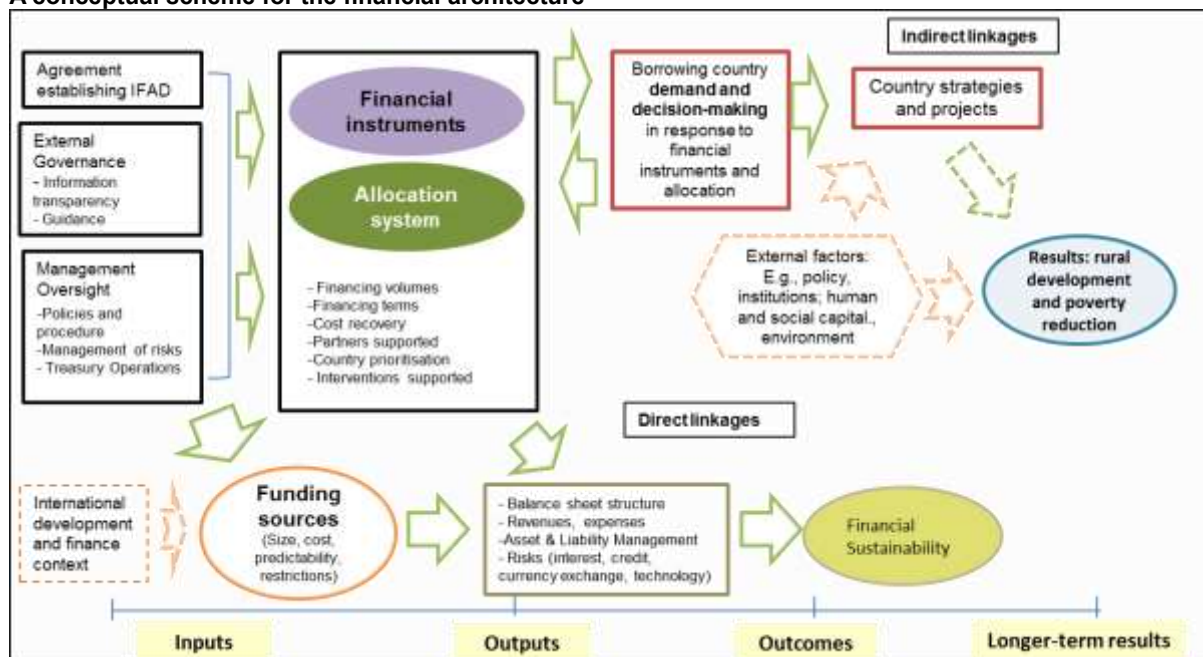 A conceptual scheme for the financial architecture
Agreement
establishing IFAD
External
Governance
- Information
transparency
- Guidance
Management
Oversight
-Policies and
procedure
-Management of risks
- Treasury Operations
Financial
instruments
Allocation
system
- Financing volumes
-Financing terms
-Cost recovery
-Partners supported
-Country prioritisation
- Interventions supported
Borrowing country
demand and
decision-making
in response to
financial
instruments and
allocation
Indirect linkages
Country strategies
and projects
External factors:
E.g., policy,
institutions; human
and social capital.,
environment
Results: rural
development
and poverty
reduction
Direct linkages
International
development
and finance
context
Funding
sources
(Size, cost,
predictability,
restrictions)
- Balance sheet structure
- Revenues, expenses
-Asset & Liability Management
- Risks (interest, credit,
currency exchange, technology)
Financial
Sustainability
Inputs
Outputs
Outcomes
Longer-term results